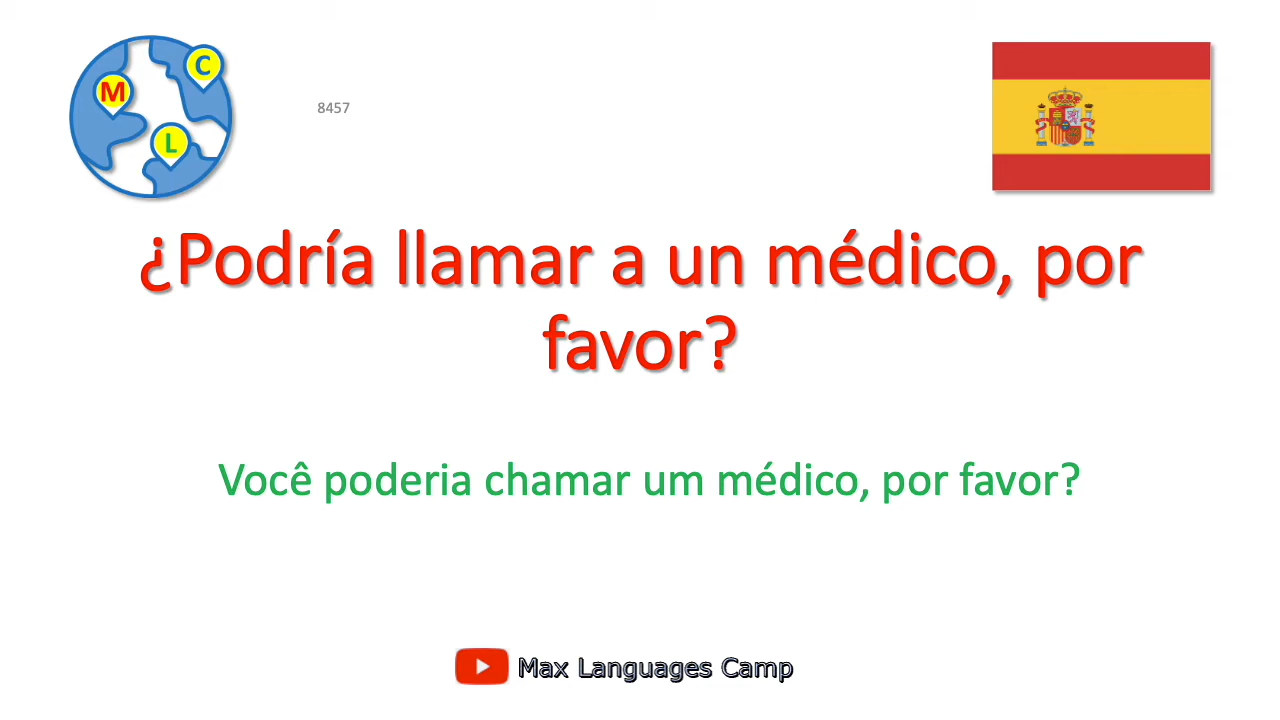 C
M
L
8457
¿Podría llamar a un médico, por
favor?
Você poderia chamar um médico, por favor?
Max Languages Camp